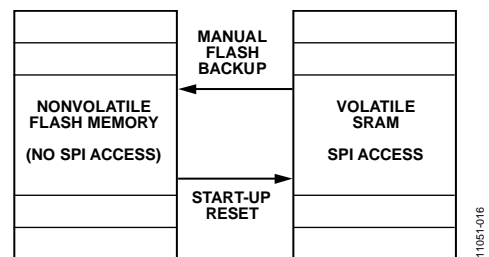 MANUAL
FLASH
BACKUP
NONVOLATILE
FLASH MEMORY
(NO SPI ACCESS)
VOLATILE
SRAM
SPI ACCESS
START-UP
RESET
11051-016